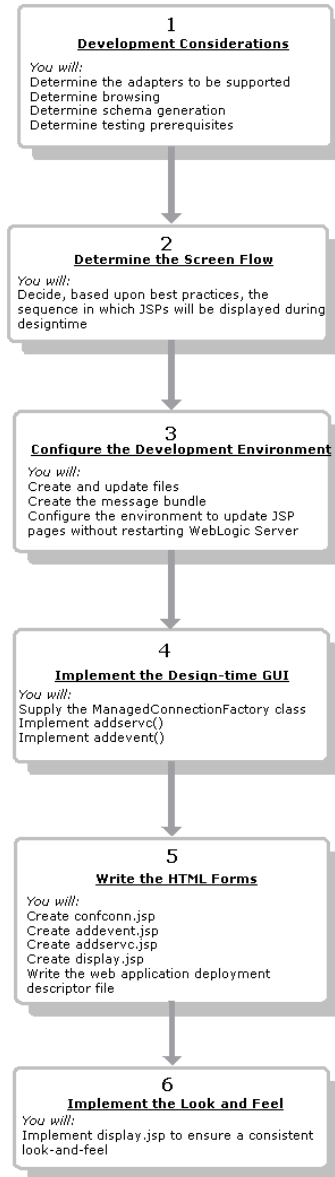 1
Development Considerations
You will:
Determine the adapters to be supported
Determine browsing
Determine schema generation
Determine testing prerequisites
2
Determine the Screen Flow
You will:
Decide, based upon best practices, the
sequence in which JSPs will be displayed during
designtime
3
Configure the Development Environment
You will:
Create and update files
Create the message bundle
Configure the environment to update JSP
pages without restarting WebLogic Server
4
Implement the Design-time GUI
You will:
Supply the ManagedConnectionFactory class
Implement addservc()
Implement addevent()
5
Write the HTML Forms
You will:
Create confconn.jsp
Create addevent.jsp
Create addservc.jsp
Create display.jsp
Write the web application deployment
descriptor file
6
Implement the Look and Feel
You will:
Implement display.jsp to ensure a consistent
look-and-feel